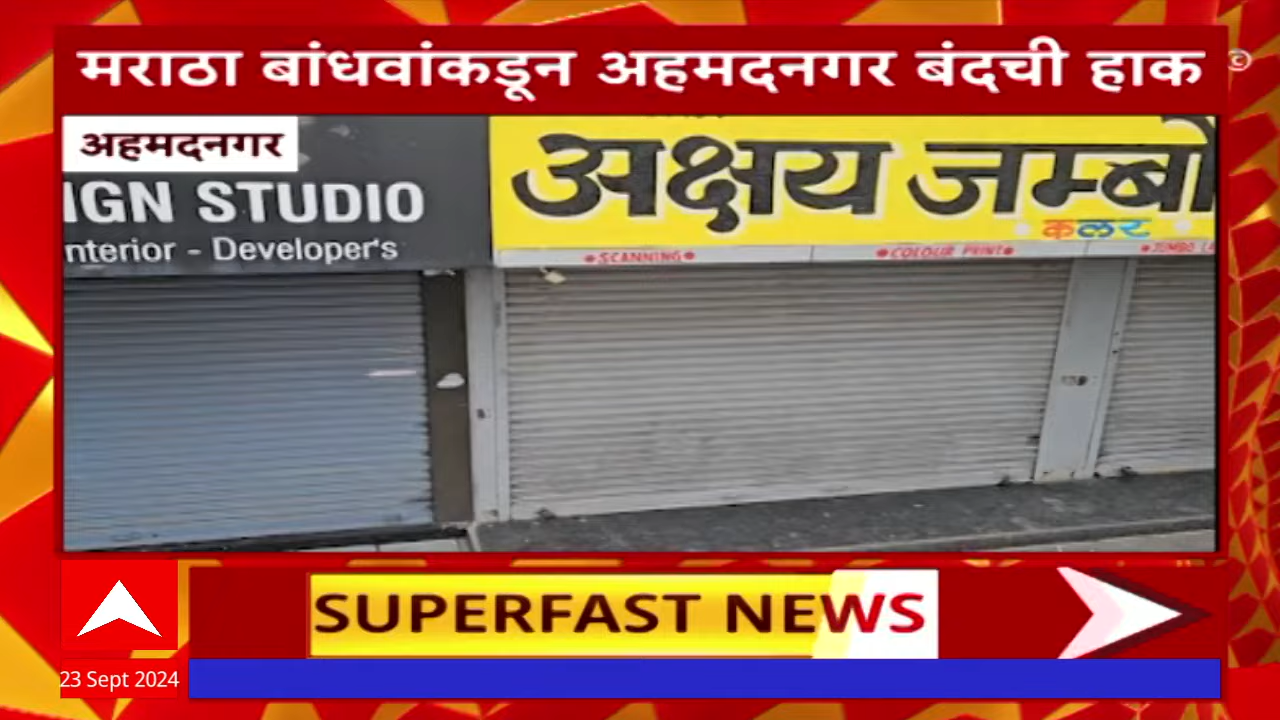 मराठा बांधवांकडून अहमदनगर बंदची हाक
©
अहमदनगर
IGN STUDIO
nterior - Developer's
अक्षय जम्बो
कलर
SCANNING
COLOUR PRINT
JUMBO
SUPERFAST NEWS
23 Sept 2024